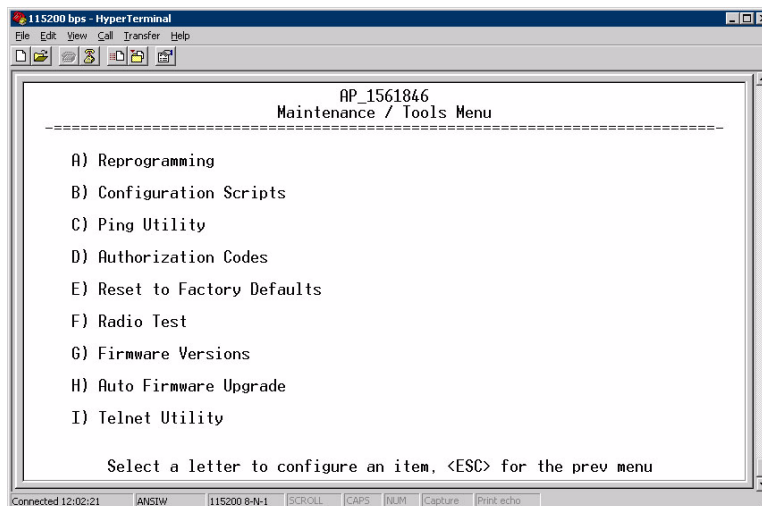 115200 bps - HyperTerminal
File Edit View Call Transfer Help
AP_1561846
Maintenance / Tools Menu
-==========================================================================-
A) Reprogramming
B) Configuration Scripts
C) Ping Utility
D) Authorization Codes
E) Reset to Factory Defaults
F) Radio Test
G) Firmware Versions
H) Auto Firmware Upgrade
I) Telnet Utility
Select a letter to configure an item, <ESC> for the prev menu
Connected 12:02:21 ANSIW 115200 8-N-1 SCROLL CAPS NUM Capture Print echo